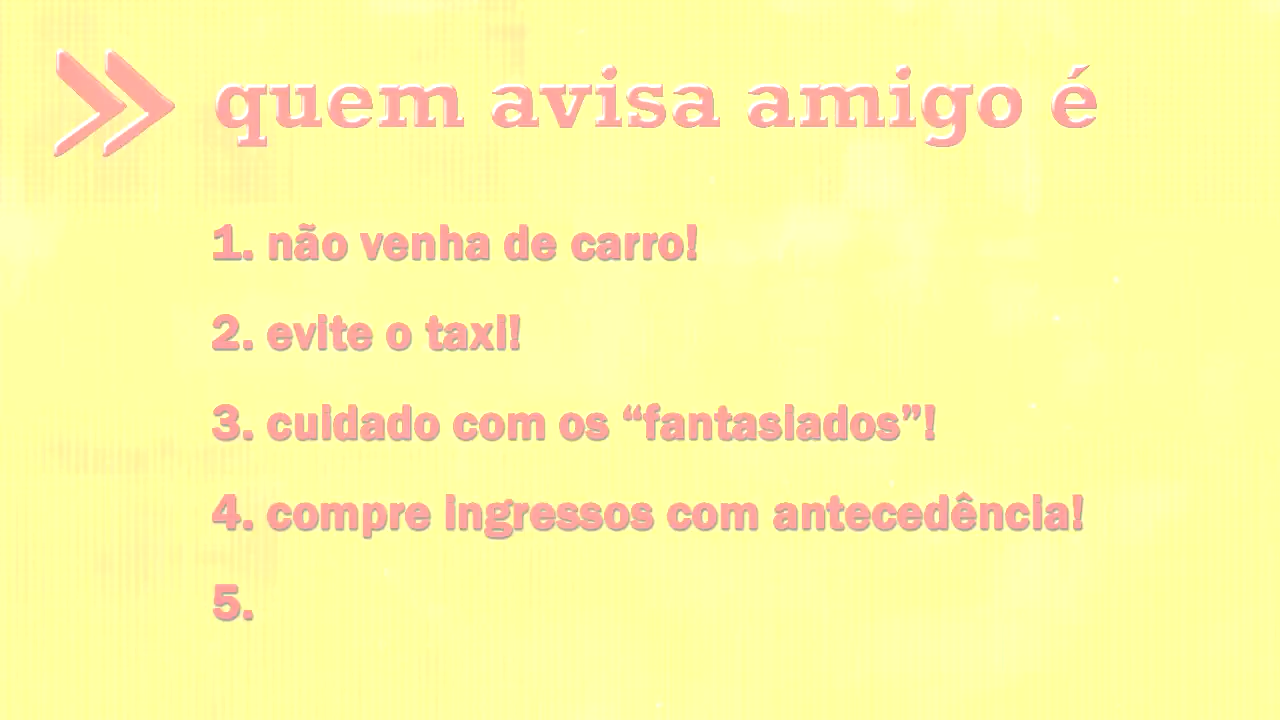 » quem avisa amigo é
1. não venha de carro!
2. evite o taxi!
3. cuidado com os “fantasiados”!
4. compre ingressos com antecedência!
5.